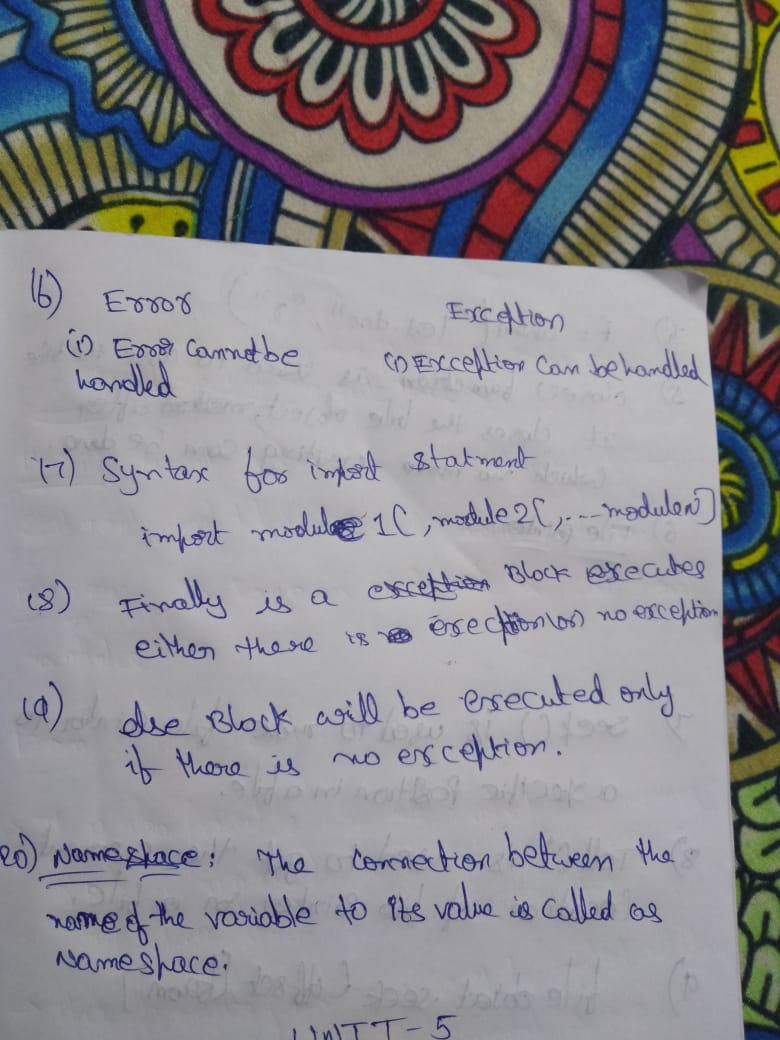 16) Error Exception
(i) Error Cannot be handled (i) Exception Can be handled
17) Syntax for import statment
import module 1[, module 2[, ... modulen]
18) Finally is a Block executes
either there is exception (or) no exception
19) else Block will be executed only
if there is no exception.
20) Namespace: The connection between the
name of the variable to its value is called as
Namespace.
UNIT-5